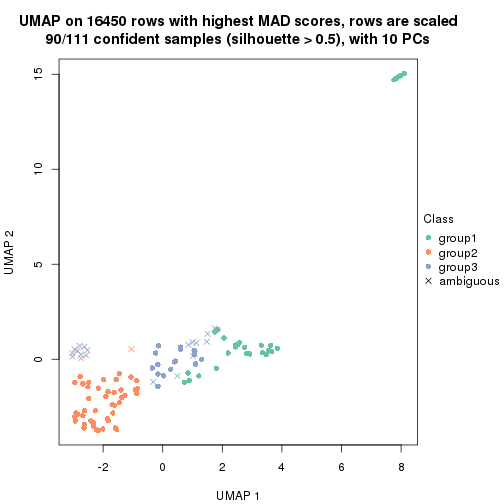 UMAP on 16450 rows with highest MAD scores, rows are scaled
90/111 confident samples (silhouette > 0.5), with 10 PCs
15
10
5
0
UMAP 2
-2
0
2
4
6
8
UMAP 1
Class
group1
group2
group3
ambiguous